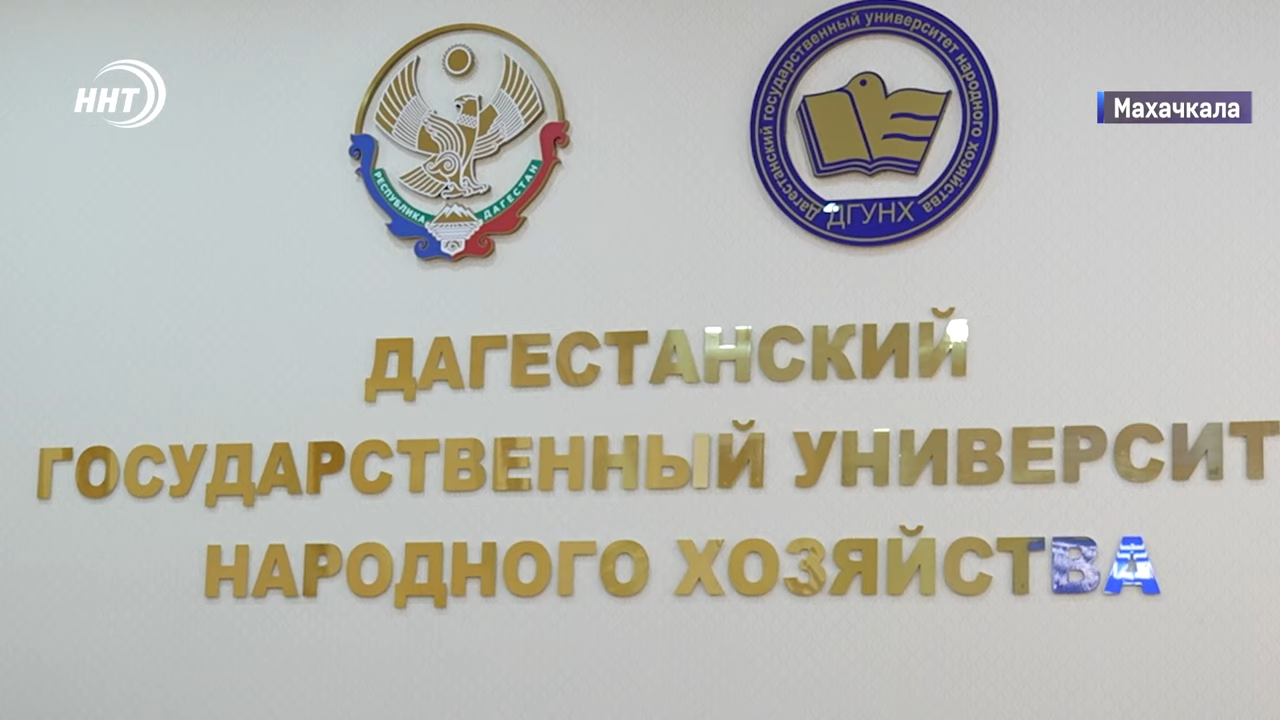 ННТ
Махачкала
РЕСПУБЛИКА ДАГЕСТАН
Дагестанский государственный университет народного хозяйства
ДГУНХ
ДАГЕСТАНСКИЙ
ГОСУДАРСТВЕННЫЙ УНИВЕРСИТ
НАРОДНОГО ХОЗЯЙСТВА